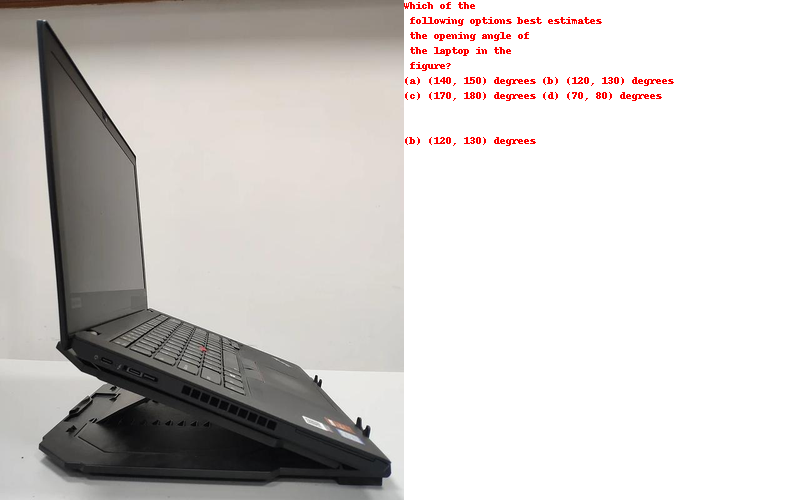 Which of the
following options best estimates
the opening angle of
the laptop in the
figure?
(a) (140, 150) degrees (b) (120, 130) degrees
(c) (170, 180) degrees (d) (70, 80) degrees
(b) (120, 130) degrees